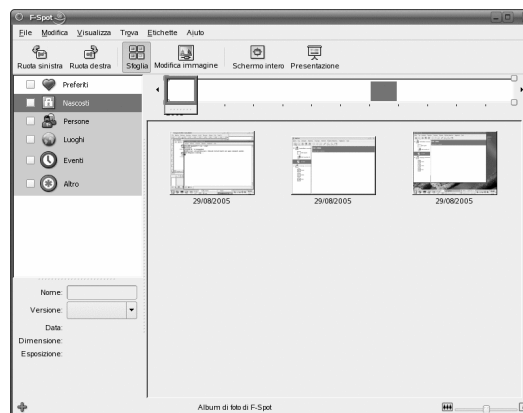 F-Spot
File Modifica Visualizza Trova Etichette Aiuto
Ruota sinistra Ruota destra Sfoglia Modifica immagine Schermo intero Presentazione
Preferiti
Nascosti
Persone
Luoghi
Eventi
Altro
29/08/2005 29/08/2005 29/08/2005
Nome:
Versione:
Data:
Dimensione:
Esposizione:
Album di foto di F-Spot